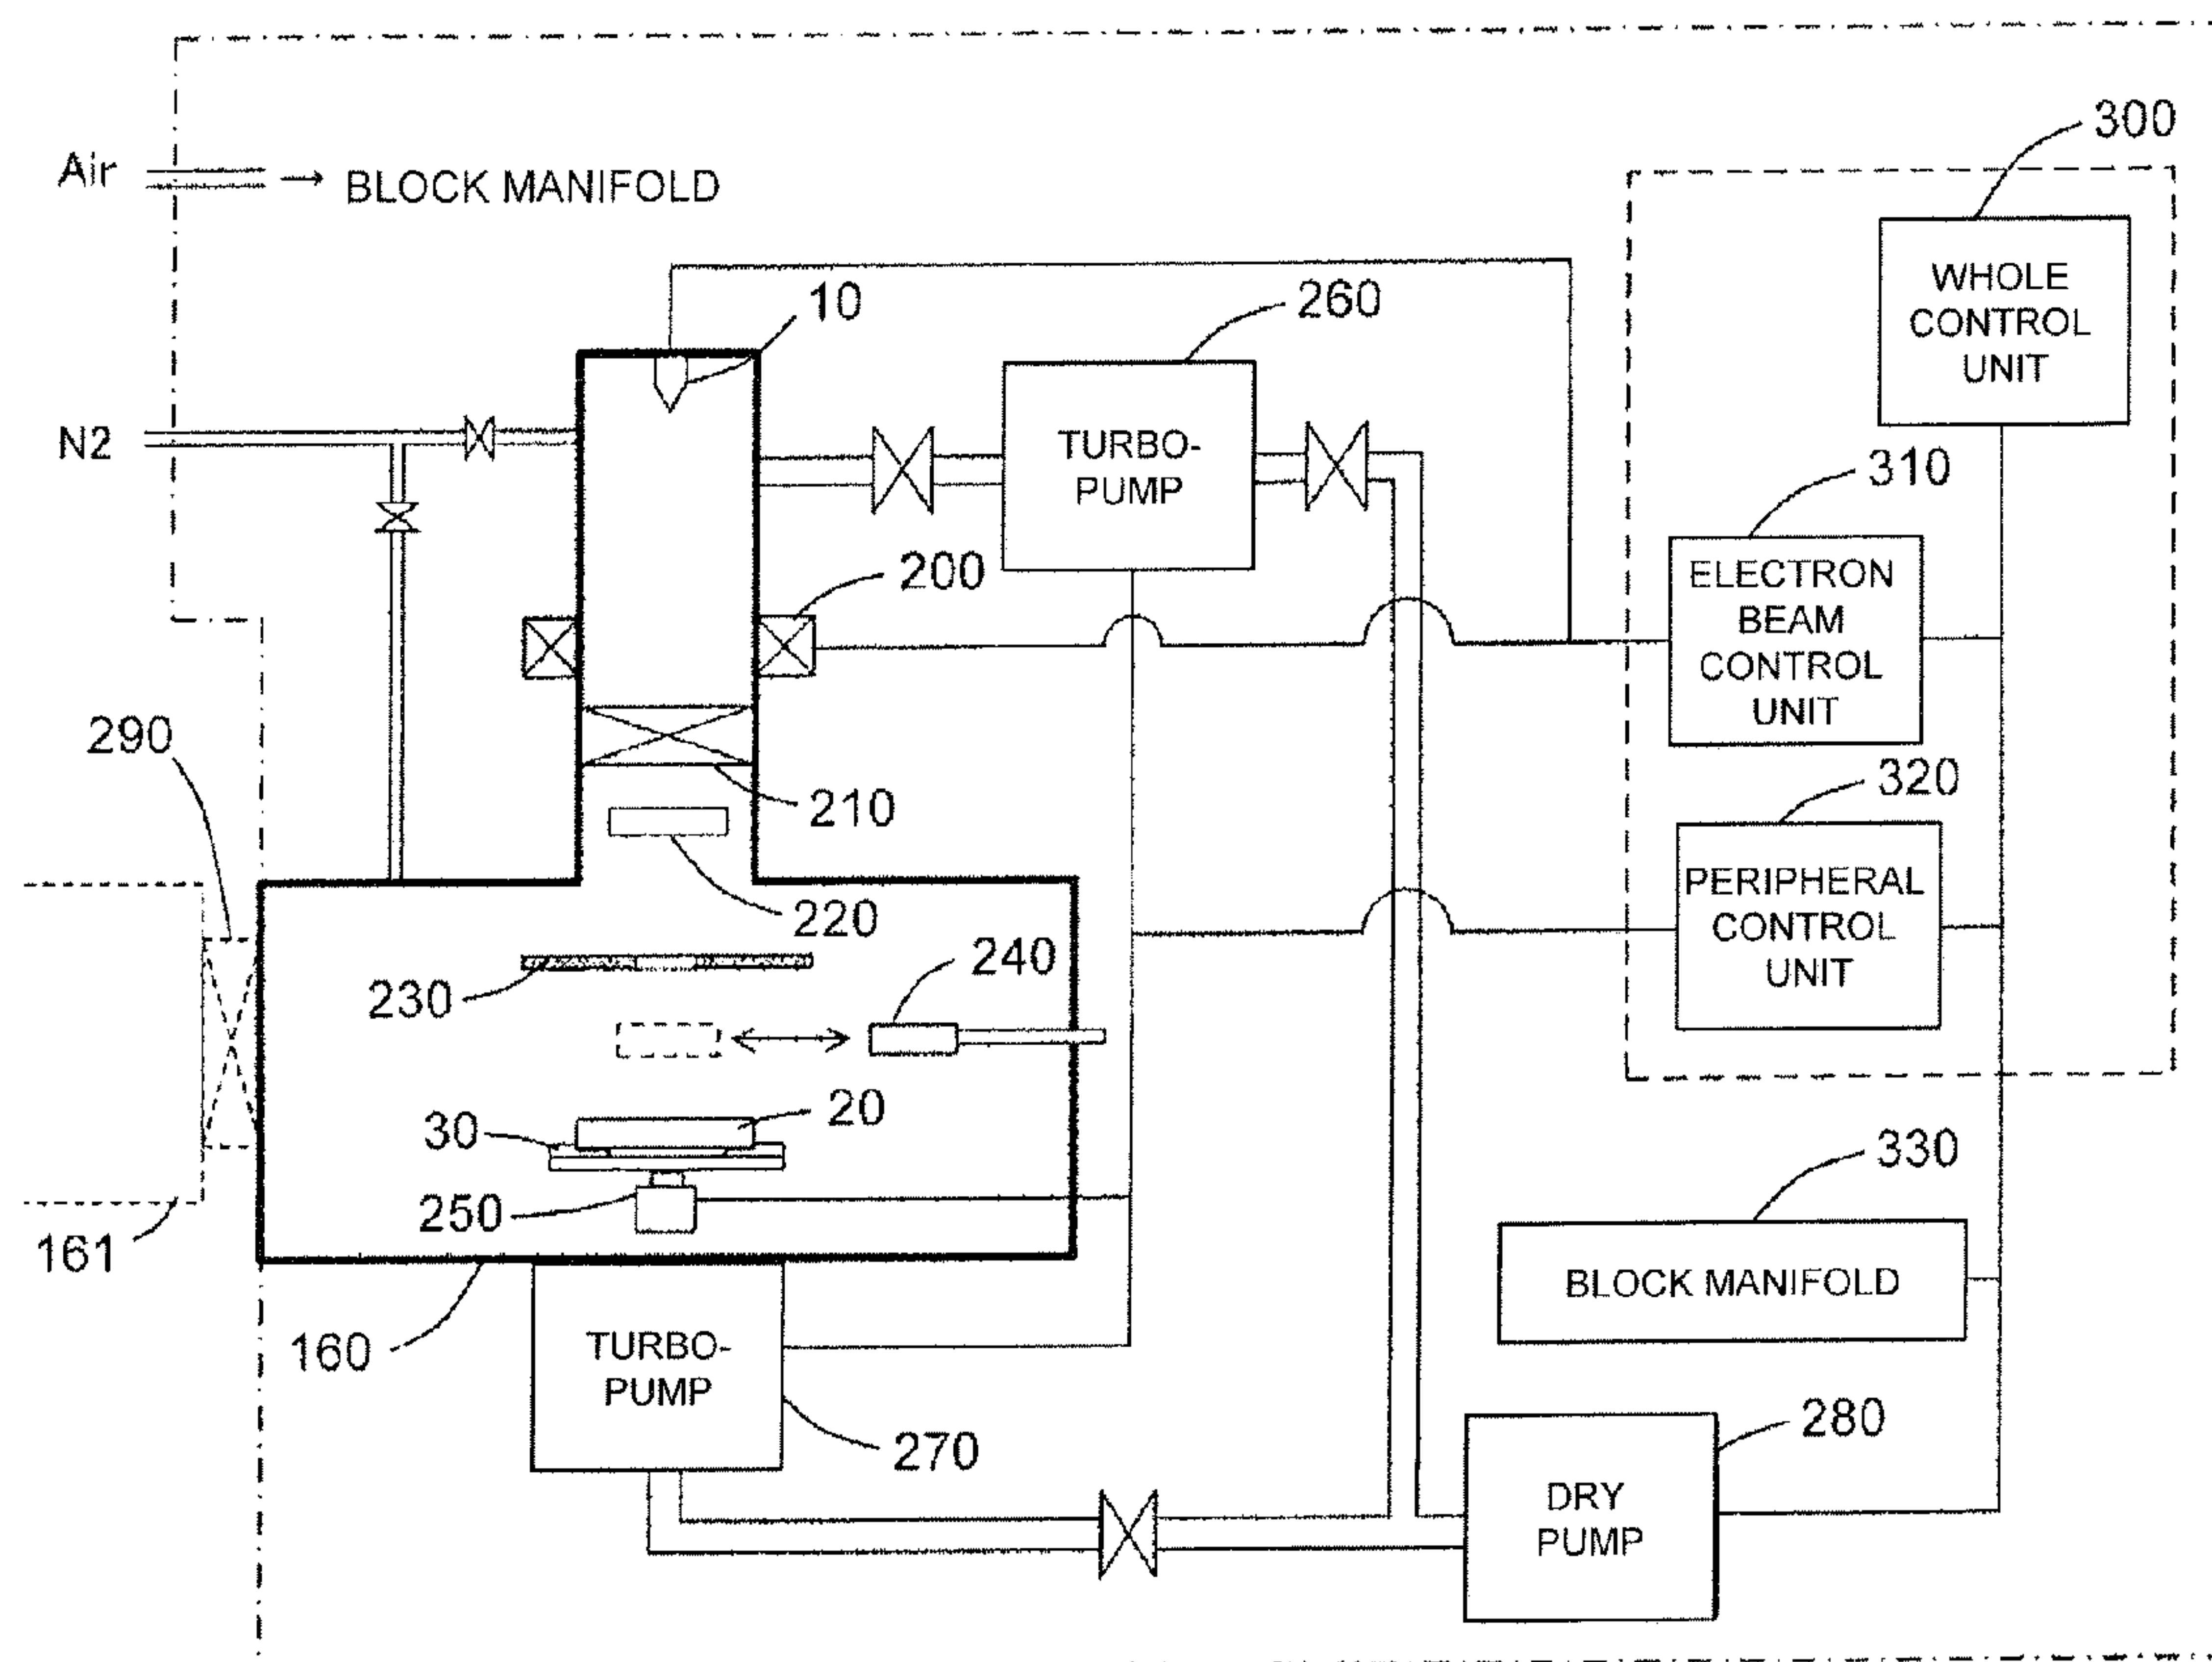 300
Air → BLOCK MANIFOLD
WHOLE
CONTROL
UNIT
10
260
N2
TURBO-
PUMP
310
ELECTRON
BEAM
CONTROL
UNIT
200
290
210
320
220
PERIPHERAL
CONTROL
UNIT
230
240
20
30
330
250
161
BLOCK MANIFOLD
160
TURBO-
PUMP
270
280
DRY
PUMP